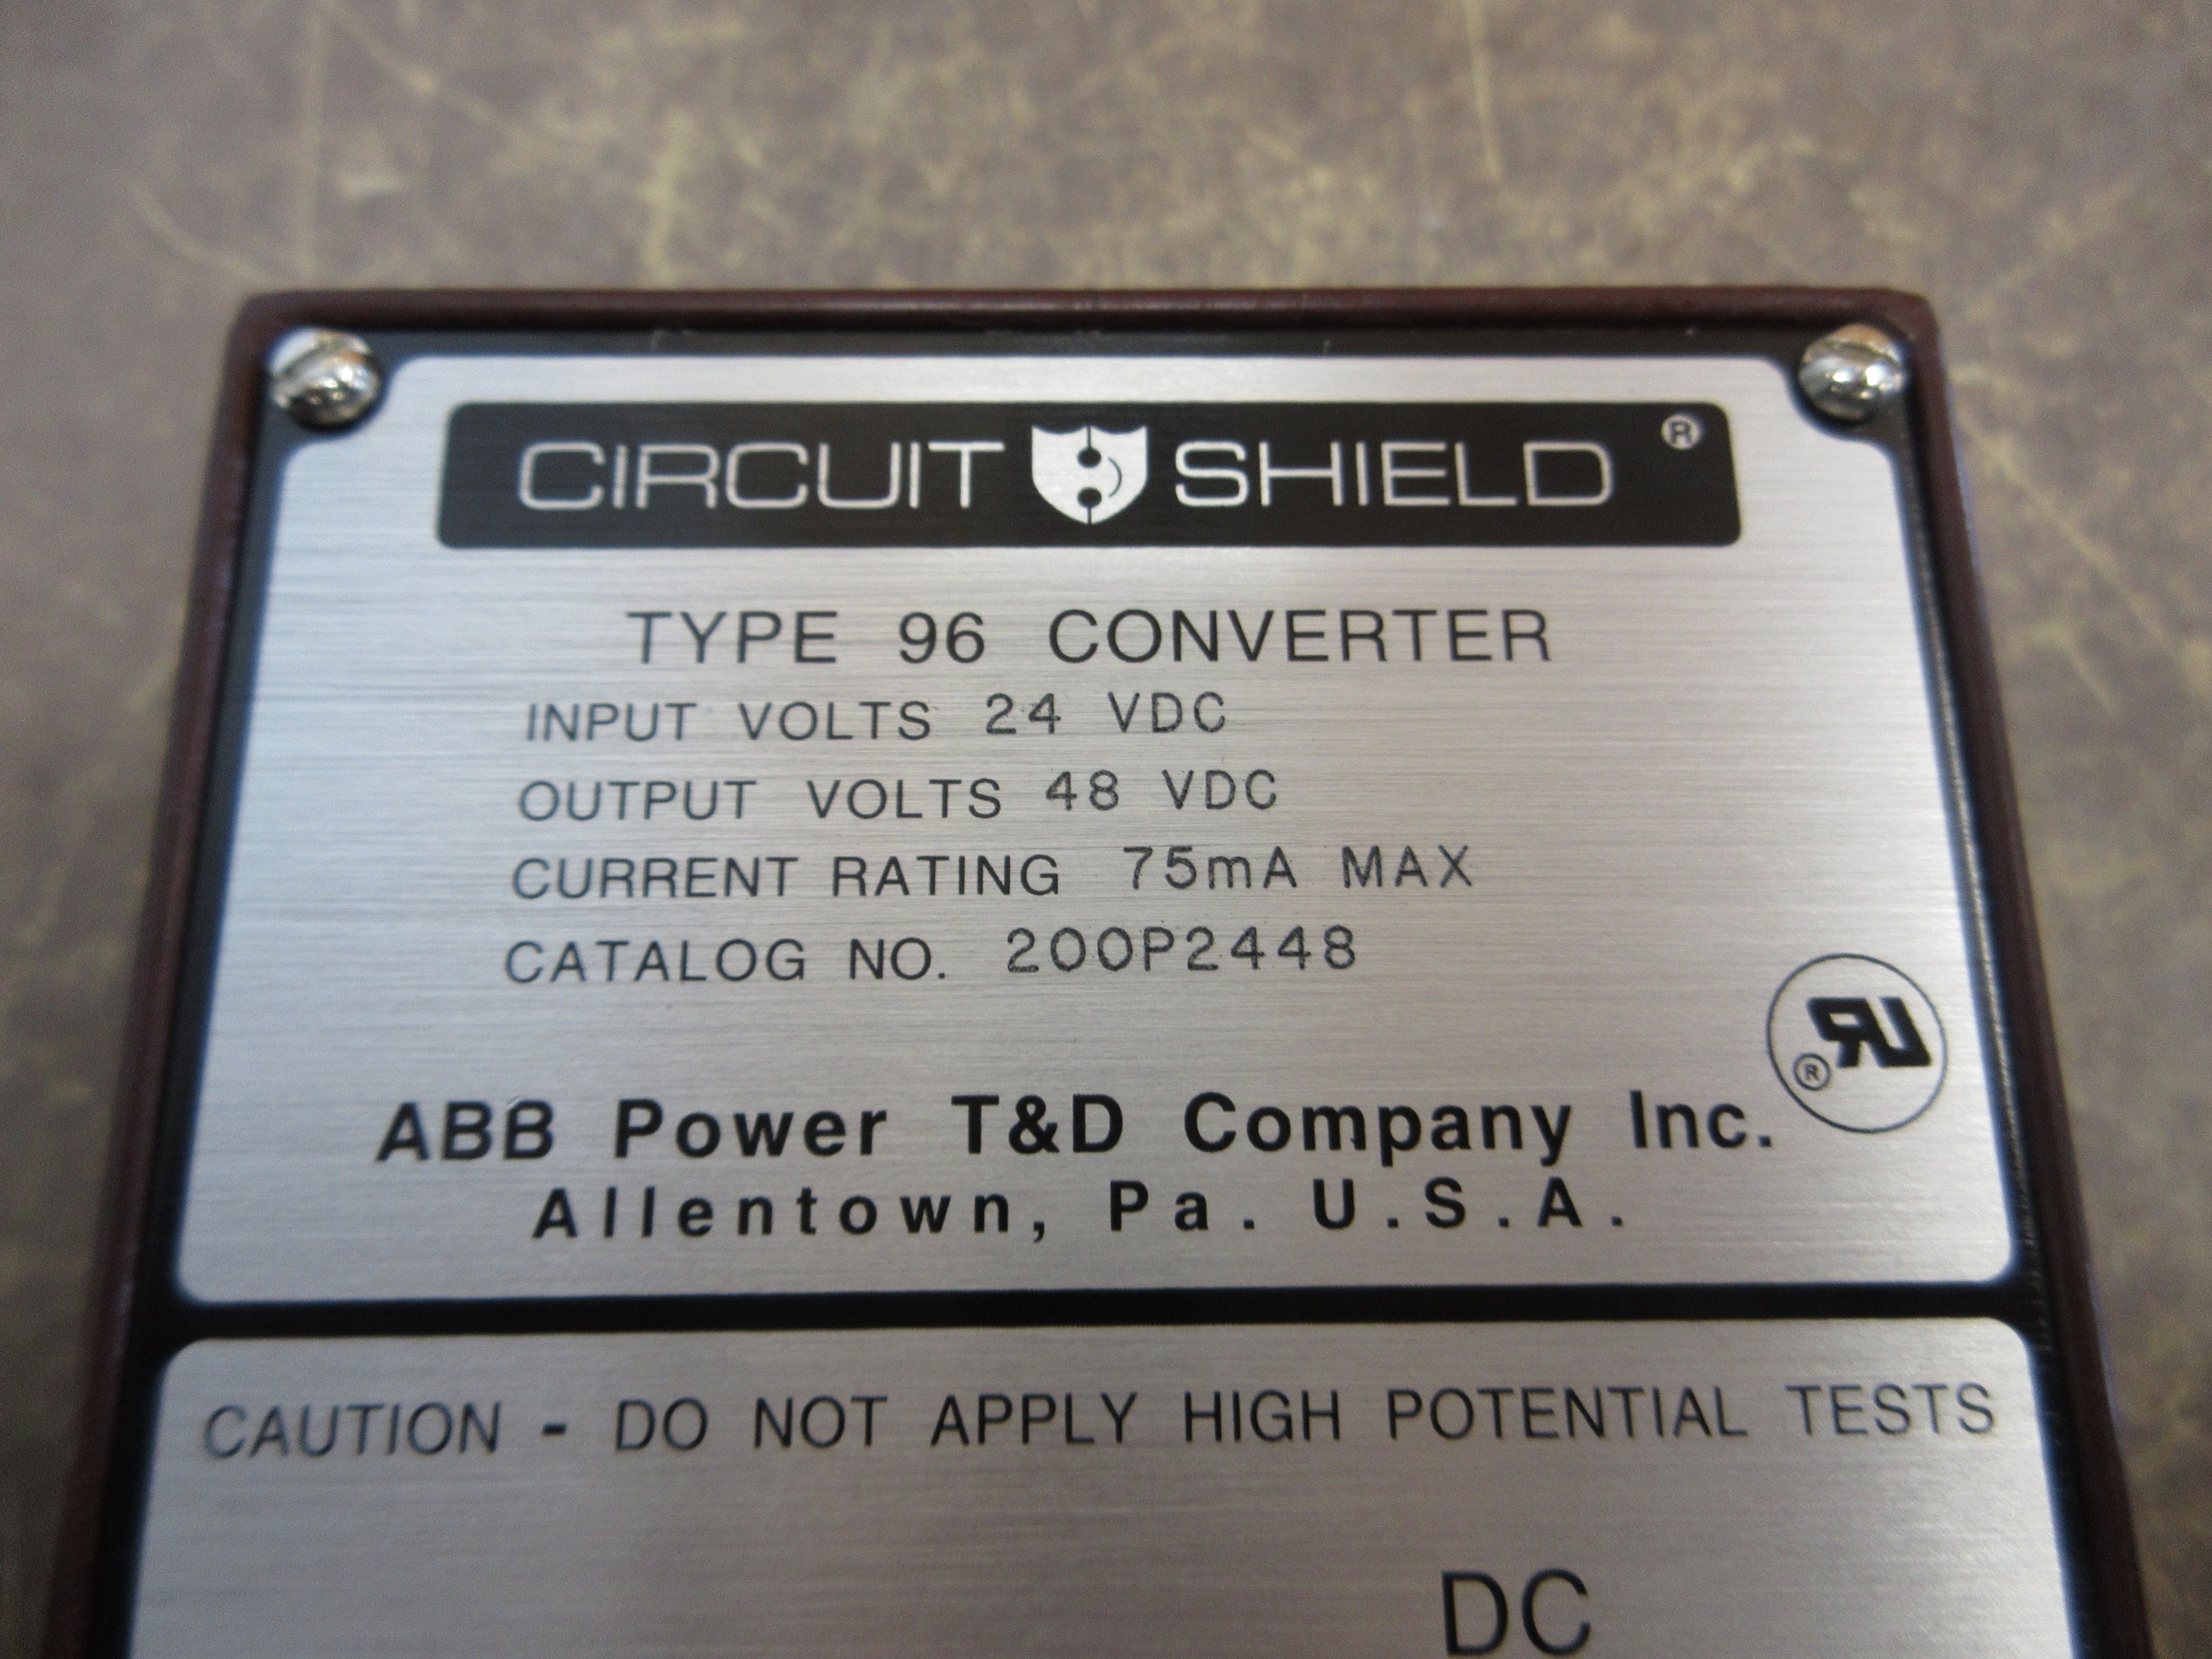 CIRCUIT SHIELD ®
TYPE 96 CONVERTER
INPUT VOLTS 24 VDC
OUTPUT VOLTS 48 VDC
CURRENT RATING 75mA MAX
CATALOG NO. 200P2448
RU ®
ABB Power T&D Company Inc.
Allentown, Pa. U.S.A.
CAUTION - DO NOT APPLY HIGH POTENTIAL TESTS
DC